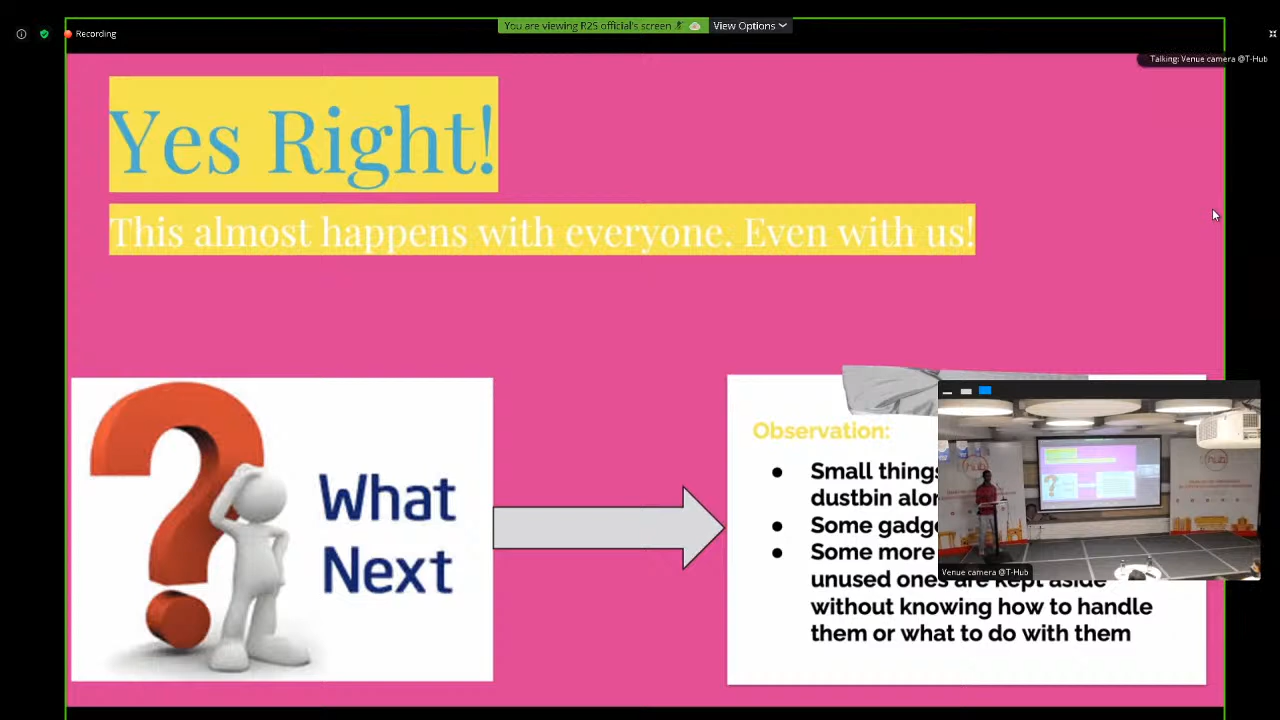 You are viewing R2S official's screen
View Options
Recording
Talking: Venue camera @T-Hub
Yes Right!
This almost happens with everyone. Even with us!
What
Next
Observation:
Small things
dustbin
Some
Some more
unused ones are kept aside
without knowing how to handle
them or what to do with them
hub
hub
Venue camera @T-Hub